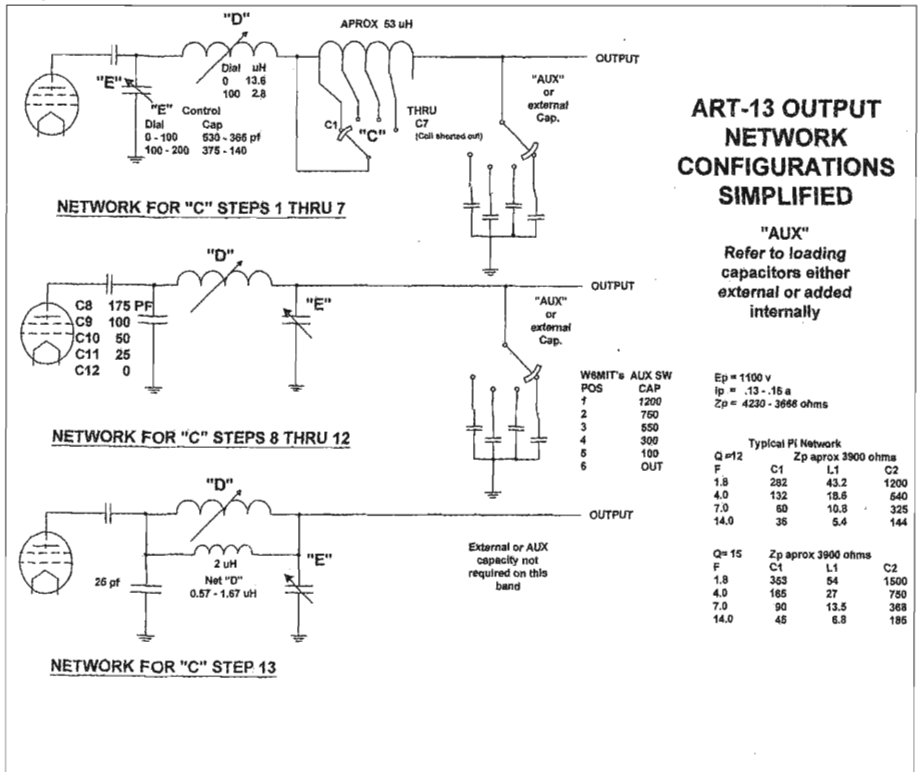 "D"
APROX 53 uH
OUTPUT
Dial uH
0 13.6
100 2.8
"E"
"E" Control
Dial Cap
0 - 100 530 - 365 pf
100 - 200 375 - 140
C1
"C"
THRU
C7
(Coil shorted out)
"AUX"
or
external
Cap.
NETWORK FOR "C" STEPS 1 THRU 7
ART-13 OUTPUT
NETWORK
CONFIGURATIONS
SIMPLIFIED
"AUX"
Refer to loading
capacitors either
external or added
internally
"D"
OUTPUT
C8 175 PF
C9 100
C10 50
C11 25
C12 0
"E"
"AUX"
or
external
Cap.
NETWORK FOR "C" STEPS 8 THRU 12
W6MIT's AUX SW
POS CAP
1 1200
2 750
3 550
4 300
5 100
6 OUT
Ep = 1100 v
Ip = .13 - .15 a
Zp = 4230 - 3666 ohms
Typical Pi Network
Q =12 Zp aprox 3900 ohms
F C1 L1 C2
1.8 282 43.2 1200
4.0 132 18.6 640
7.0 60 10.8 325
14.0 36 5.4 144
Q= 15 Zp aprox 3900 ohms
F C1 L1 C2
1.8 353 54 1500
4.0 165 27 750
7.0 90 13.5 368
14.0 45 6.8 185
"D"
OUTPUT
2 uH
Net "D"
0.57 - 1.67 uH
26 pf
"E"
External or AUX
capacity not
required on this
band
NETWORK FOR "C" STEP 13